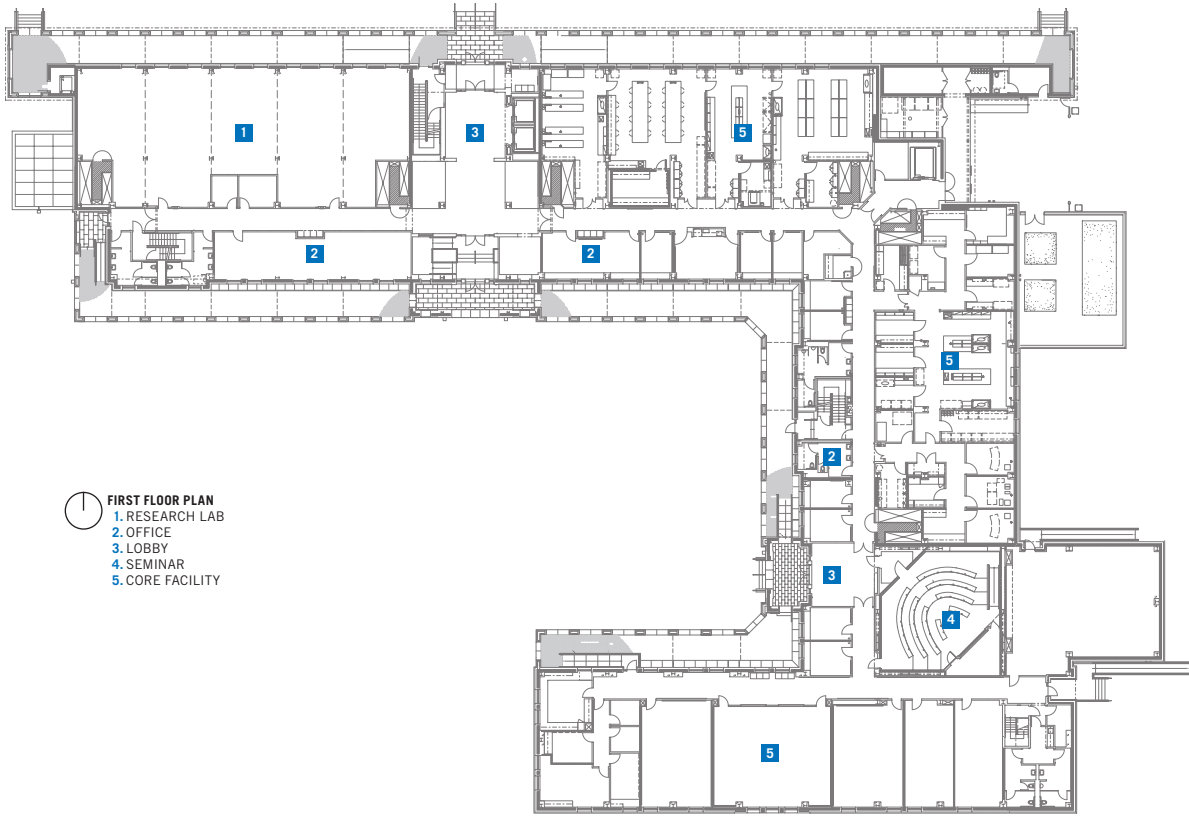 1
3
5
2
2
5
2
FIRST FLOOR PLAN
1. RESEARCH LAB
2. OFFICE
3. LOBBY
4. SEMINAR
5. CORE FACILITY
3
4
5